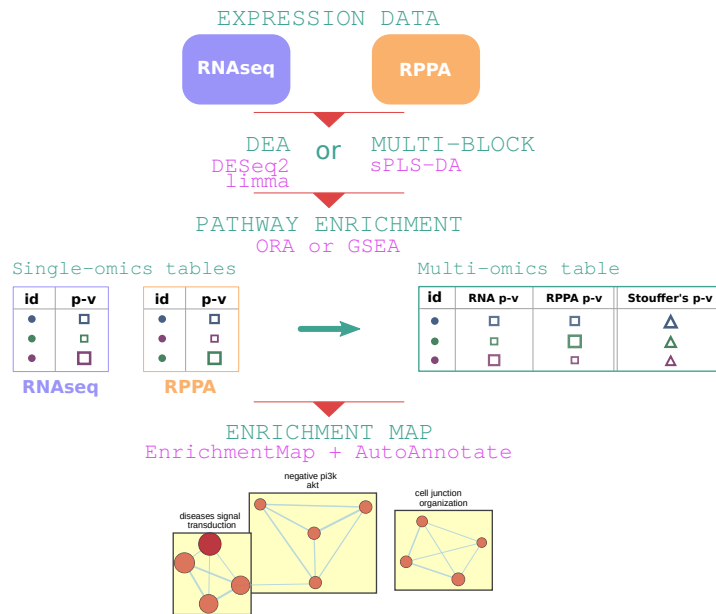 EXPRESSION DATA
RNAseq
RPPA
DEA or MULTI-BLOCK
DESeq2
limma
sPLS-DA
PATHWAY ENRICHMENT
ORA or GSEA
Single-omics tables
Multi-omics table
id p-v
id p-v
id RNA p-v RPPA p-v Stouffer's p-v
RNAseq
RPPA
ENRICHMENT MAP
EnrichmentMap + AutoAnnotate
negative pi3k
akt
diseases signal
transduction
cell junction
organization